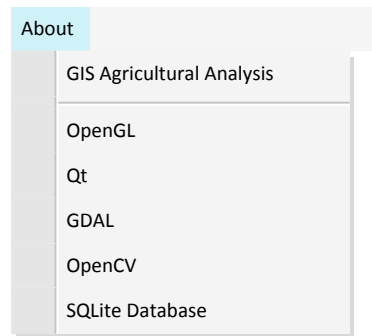 About
GIS Agricultural Analysis
OpenGL
Qt
GDAL
OpenCV
SQLite Database